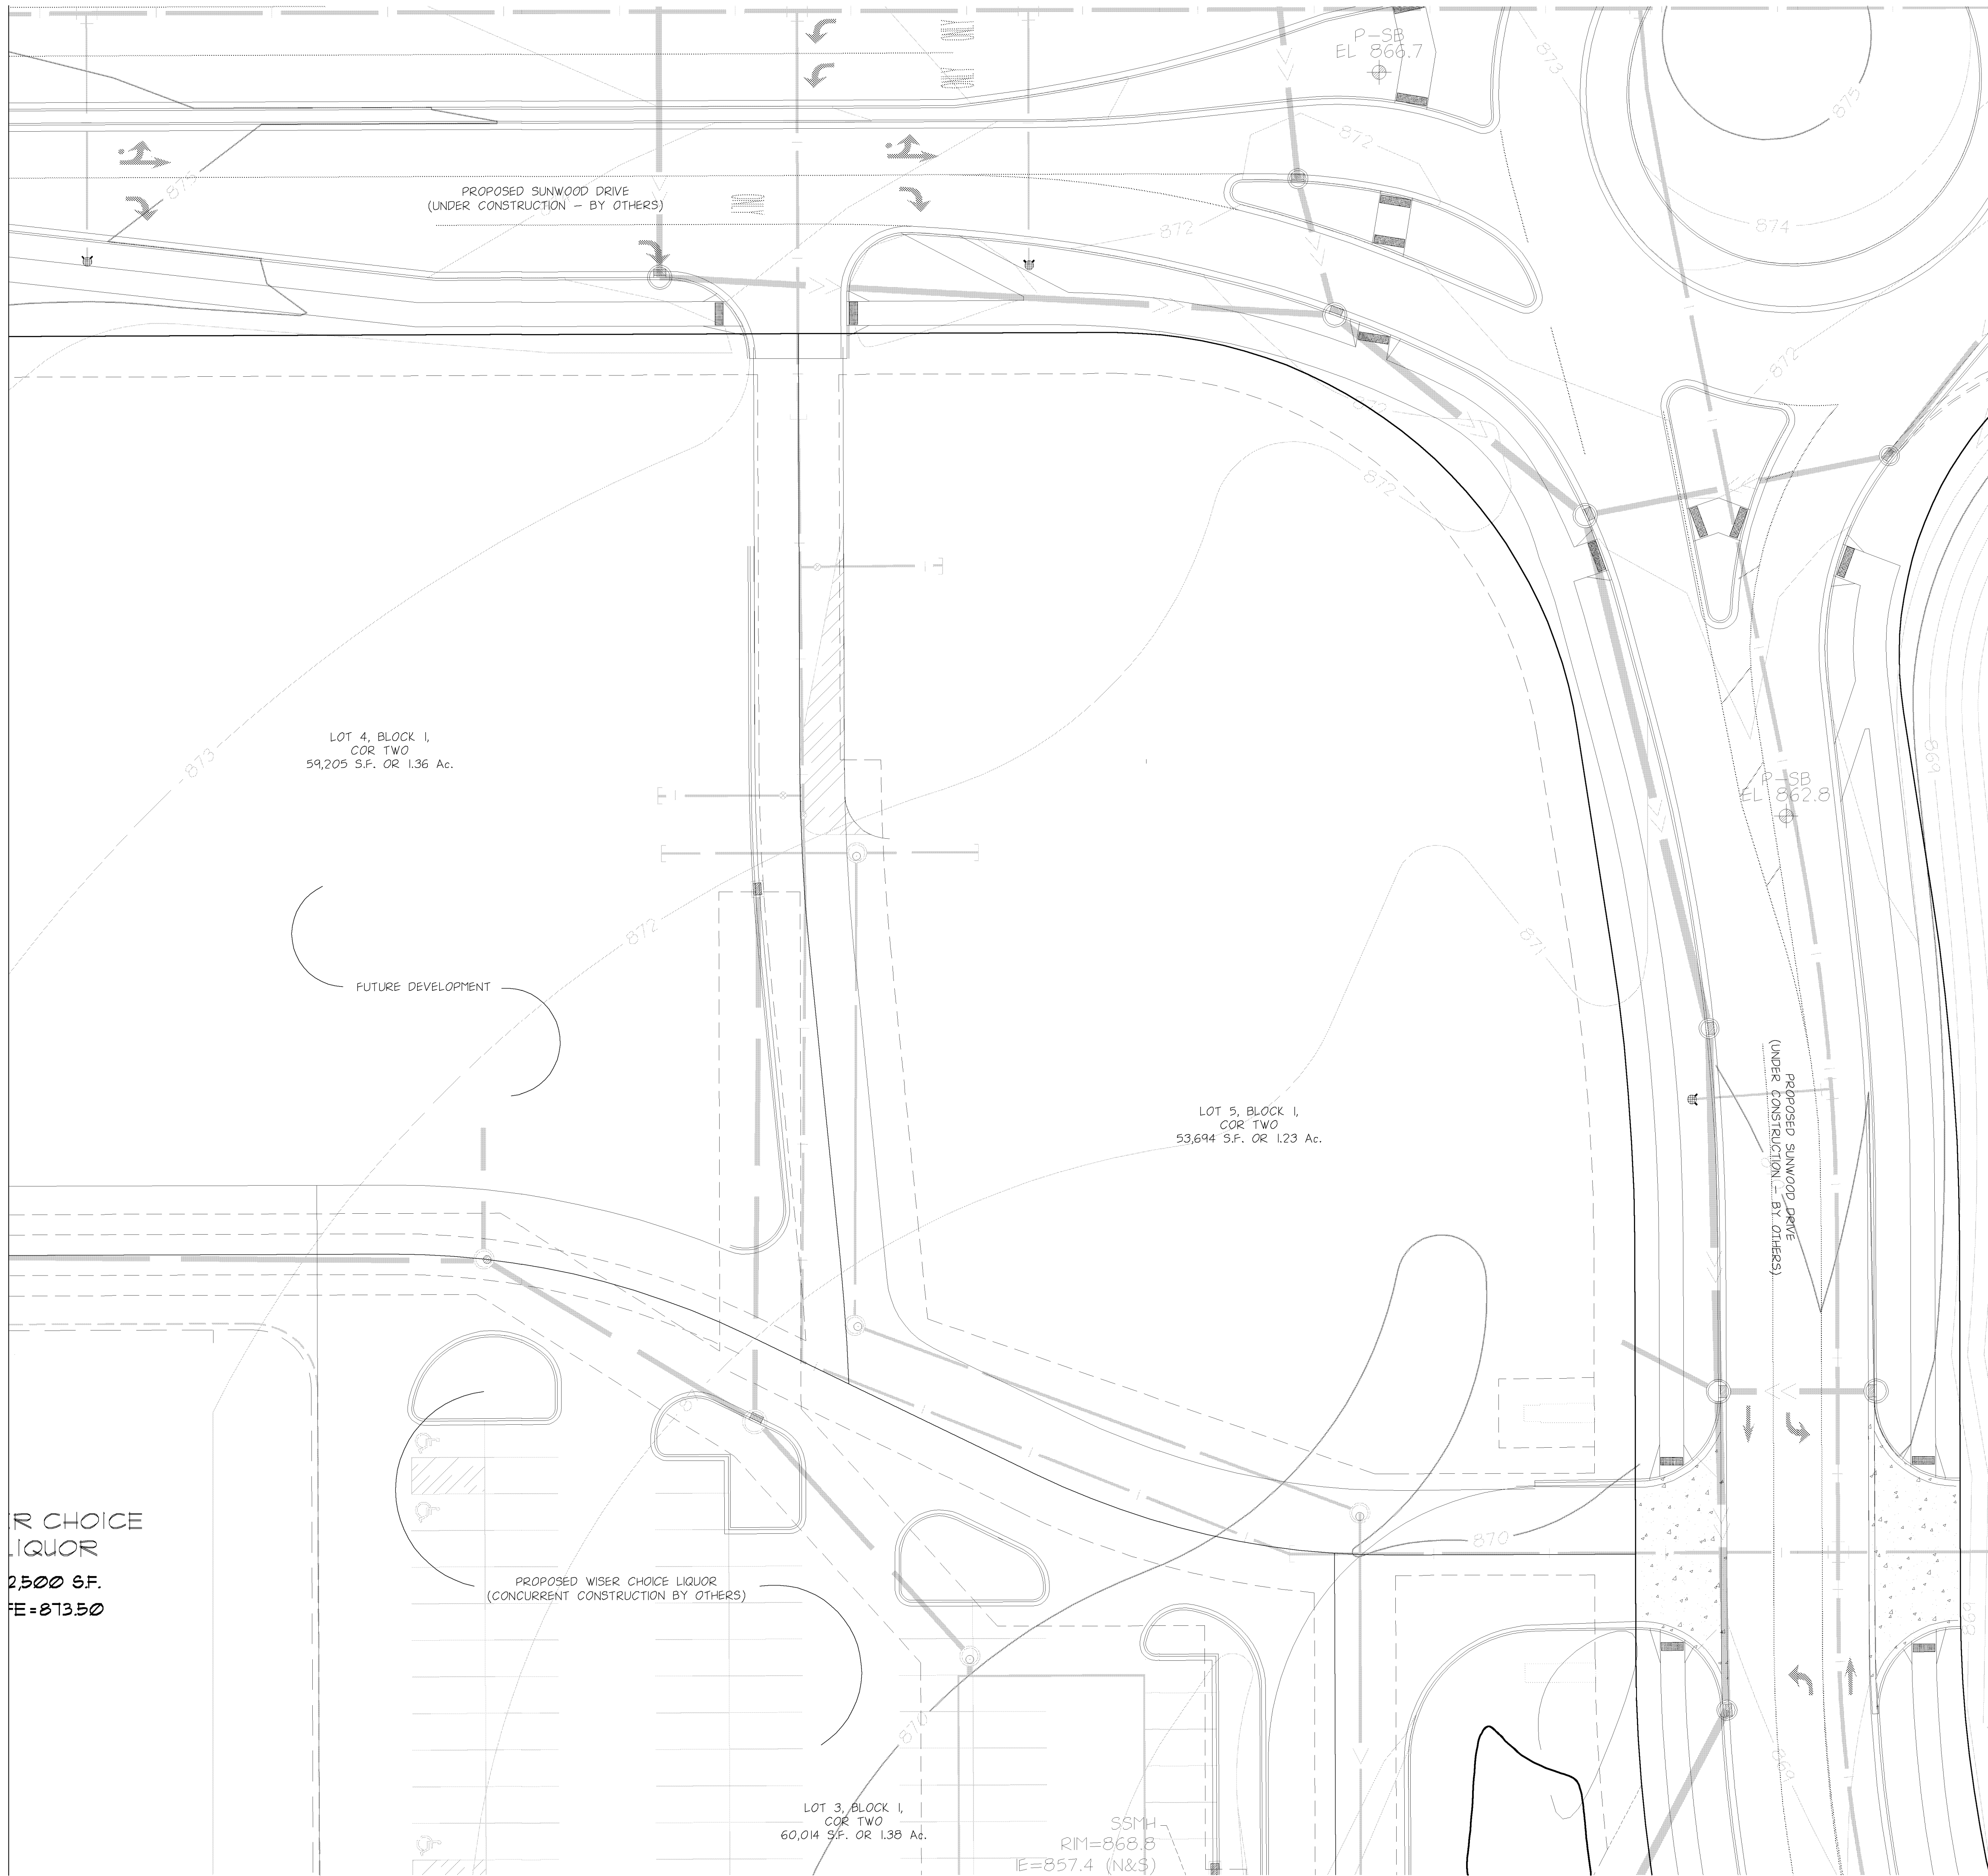 P-SB
EL 866.7
873
875
872
875
PROPOSED SUNWOOD DRIVE
(UNDER CONSTRUCTION – BY OTHERS)
872
874
872
872
873
LOT 4, BLOCK 1,
COR TWO
59,205 S.F. OR 1.36 Ac.
869
P-SB
EL 862.8
872
871
FUTURE DEVELOPMENT
PROPOSED SUNWOOD DRIVE
(UNDER CONSTRUCTION – BY OTHERS)
LOT 5, BLOCK 1,
COR TWO
53,694 S.F. OR 1.23 Ac.
ER CHOICE
LIQUOR
2,500 S.F.
FE=873.50
870
PROPOSED WISER CHOICE LIQUOR
(CONCURRENT CONSTRUCTION BY OTHERS)
869
870
869
LOT 3, BLOCK 1,
COR TWO
60,014 S.F. OR 1.38 Ac.
SSMH
RIM=868.8
IE=857.4 (N&S)